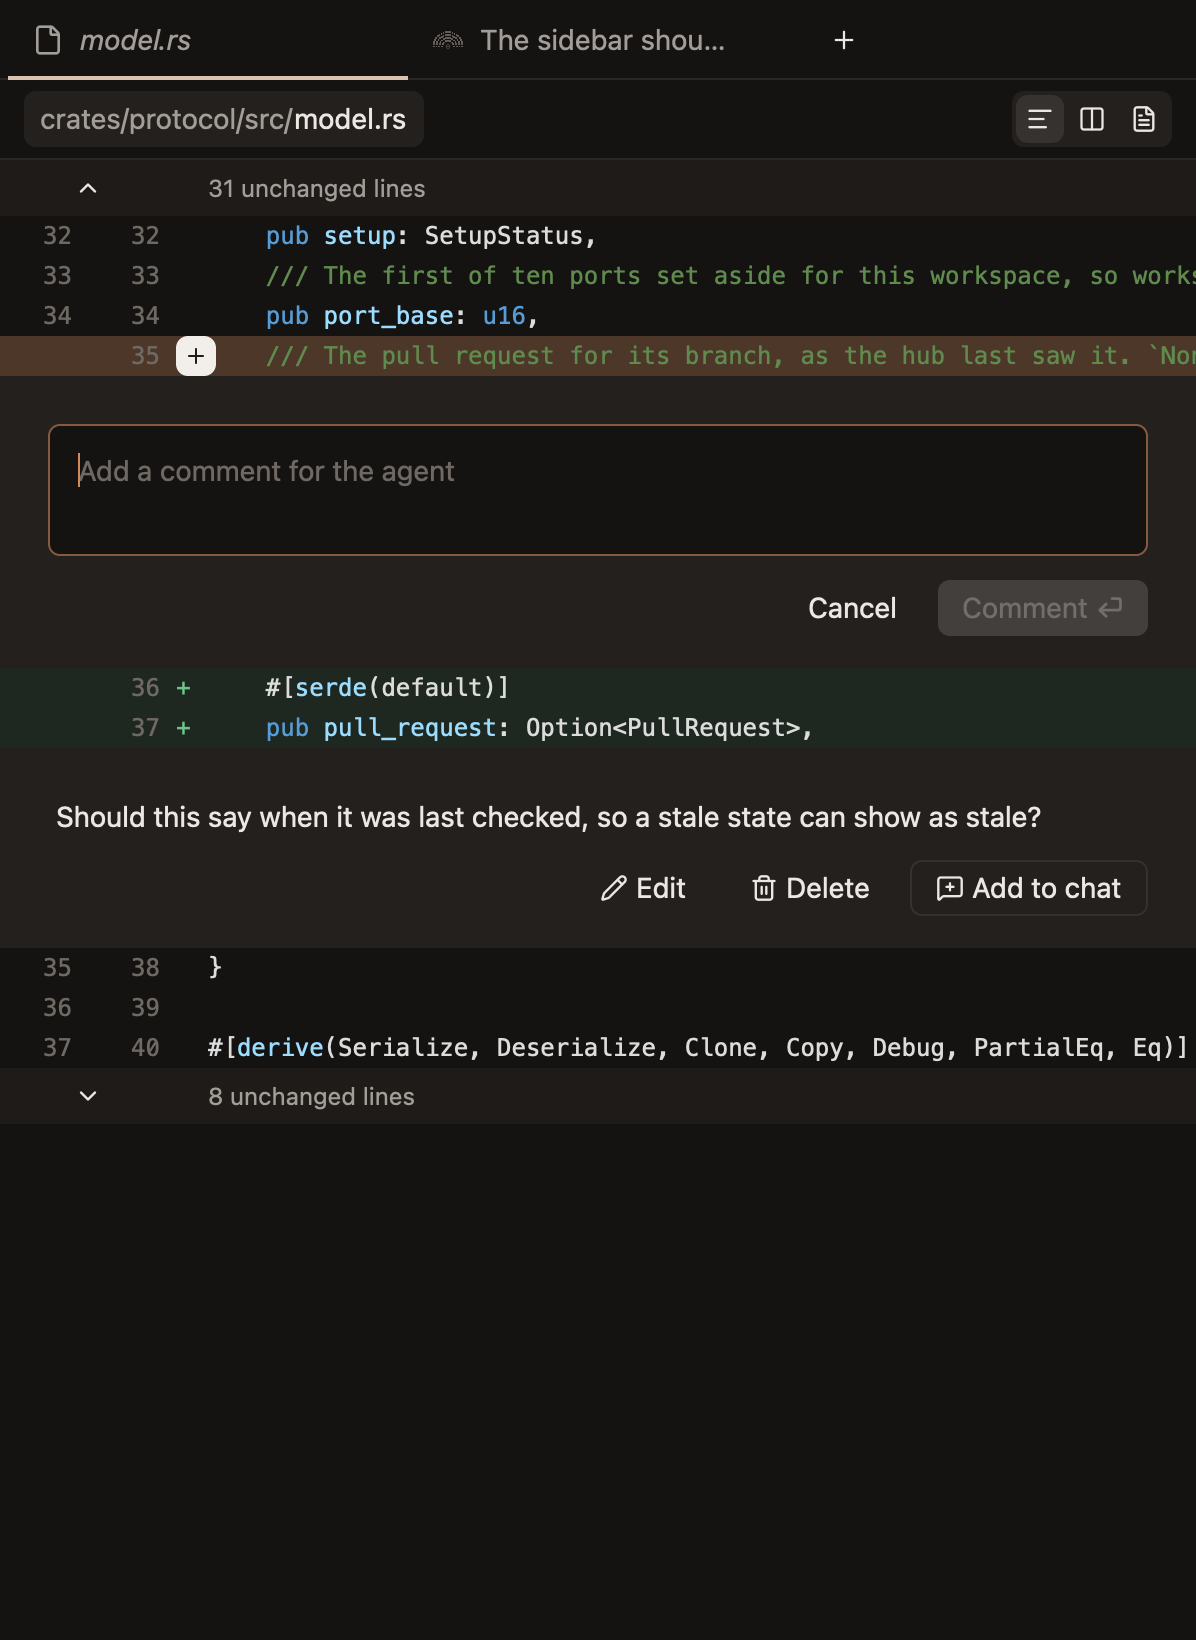 model.rs
The sidebar shou...
+
crates/protocol/src/model.rs
31 unchanged lines
32 32 pub setup: SetupStatus,
33 33 /// The first of ten ports set aside for this workspace, so works
34 34 pub port_base: u16,
35 + /// The pull request for its branch, as the hub last saw it. `Non
Add a comment for the agent
Cancel
Comment
36 + #[serde(default)]
37 + pub pull_request: Option<PullRequest>,
Should this say when it was last checked, so a stale state can show as stale?
Edit
Delete
Add to chat
35 38 }
36 39
37 40 #[derive(Serialize, Deserialize, Clone, Copy, Debug, PartialEq, Eq)]
8 unchanged lines